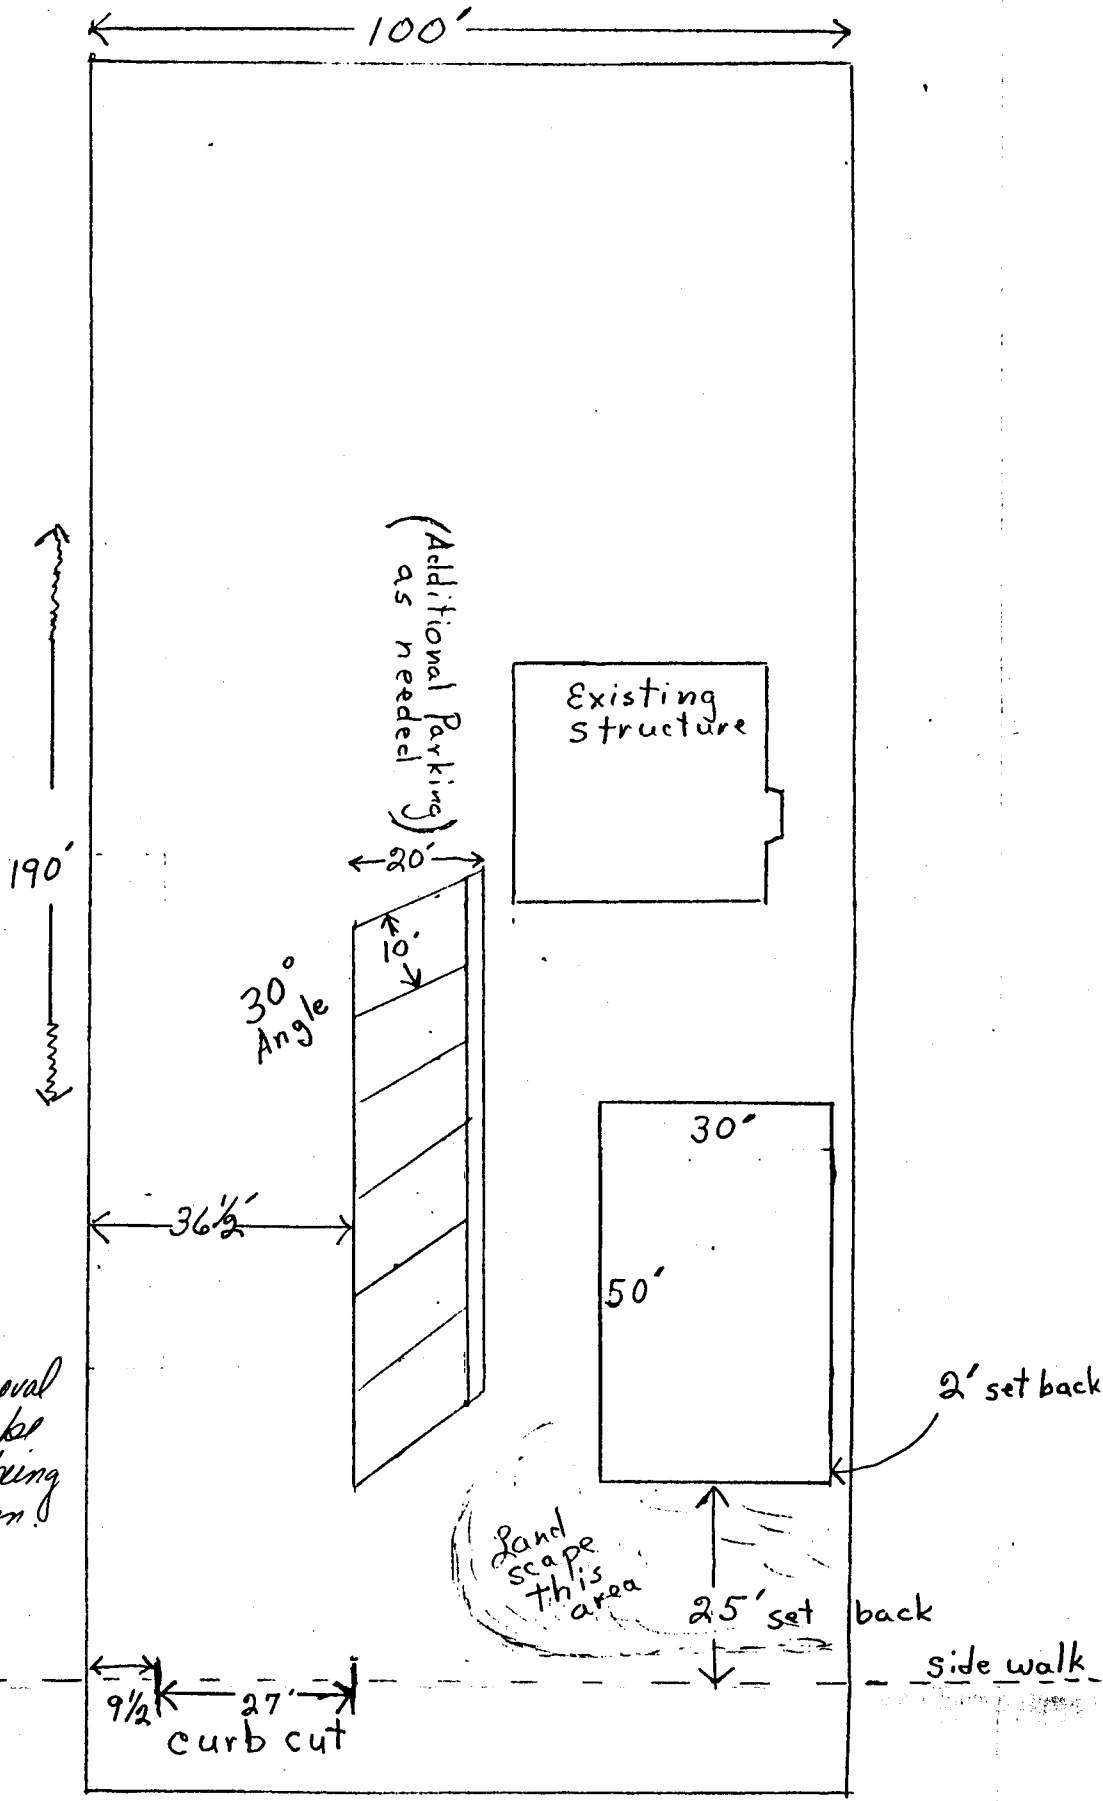 100'
(Additional Parking
as needed)
Existing
Structure
190'
20'
10'
30°
Angle
30'
36½'
50'
2' set back
be
Land
scape
this
area
25' set back
side walk
9½
27'
curb cut